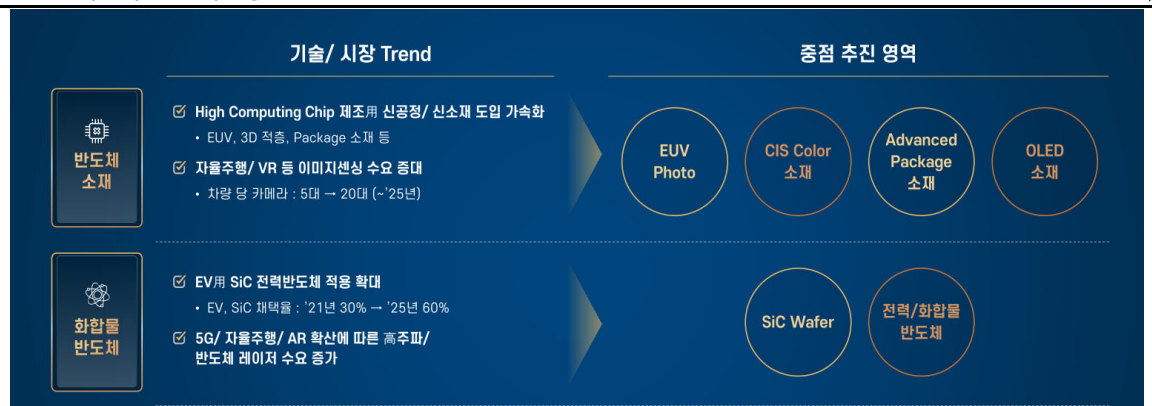 기술/ 시장 Trend
중점 추진 영역
반도체
소재
High Computing Chip 제조用 신공정/ 신소재 도입 가속화
• EUV, 3D 적층, Package 소재 등
자율주행/ VR 등 이미지센싱 수요 증대
• 차량 당 카메라 : 5대 → 20대 (~'25년)
EUV
Photo
CIS Color
소재
Advanced
Package
소재
OLED
소재
화합물
반도체
EV用 SiC 전력반도체 적용 확대
• EV, SiC 채택율 : '21년 30% → '25년 60%
5G/ 자율주행/ AR 확산에 따른 高주파/
반도체 레이저 수요 증가
SiC Wafer
전력/화합물
반도체